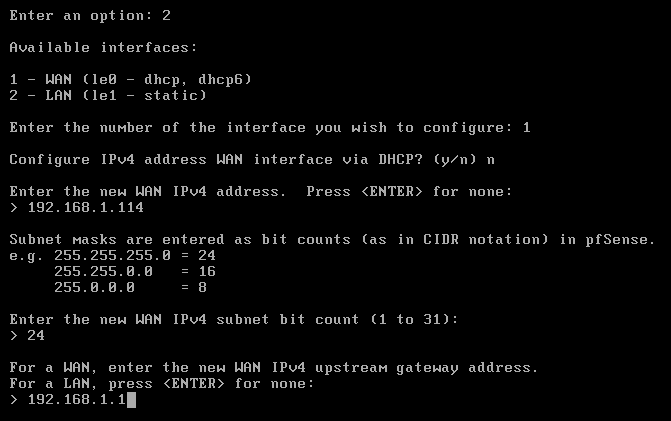 Enter an option: 2
Available interfaces:
1 - WAN (le0 - dhcp, dhcp6)
2 - LAN (le1 - static)
Enter the number of the interface you wish to configure: 1
Configure IPv4 address WAN interface via DHCP? (y/n) n
Enter the new WAN IPv4 address.  Press <ENTER> for none:
> 192.168.1.114
Subnet masks are entered as bit counts (as in CIDR notation) in pfSense.
e.g. 255.255.255.0 = 24
     255.255.0.0   = 16
     255.0.0.0     = 8
Enter the new WAN IPv4 subnet bit count (1 to 31):
> 24
For a WAN, enter the new WAN IPv4 upstream gateway address.
For a LAN, press <ENTER> for none:
> 192.168.1.1